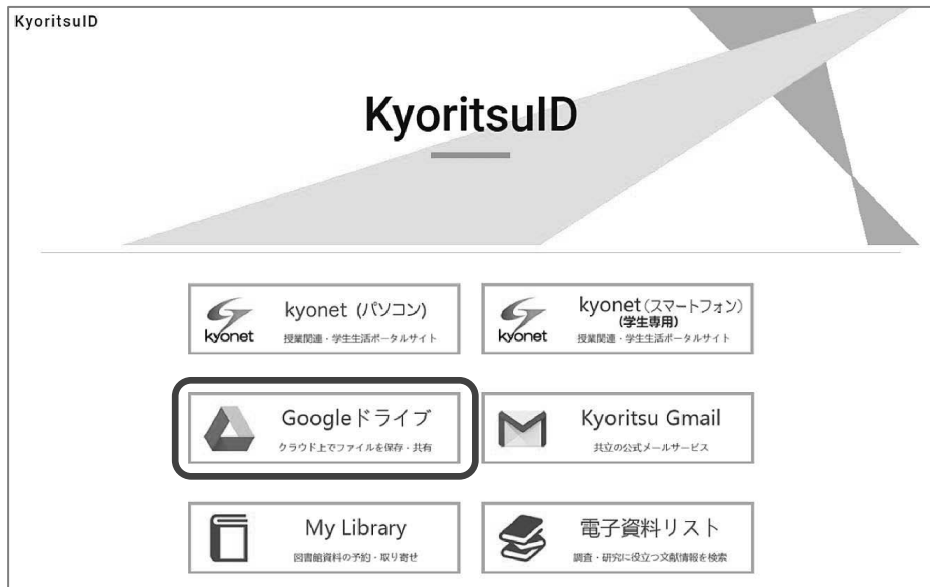 KyoritsuID
KyoritsuID
kyonet (パソコン)
kyonet
授業関連・学生生活ポータルサイト
kyonet(スマートフォン)
(学生専用)
kyonet
授業関連・学生生活ポータルサイト
Googleドライブ
クラウド上でファイルを保存・共有
Kyoritsu Gmail
共立の公式メールサービス
My Library
図書館資料の予約・取り寄せ
電子資料リスト
調査・研究に役立つ文献情報を検索